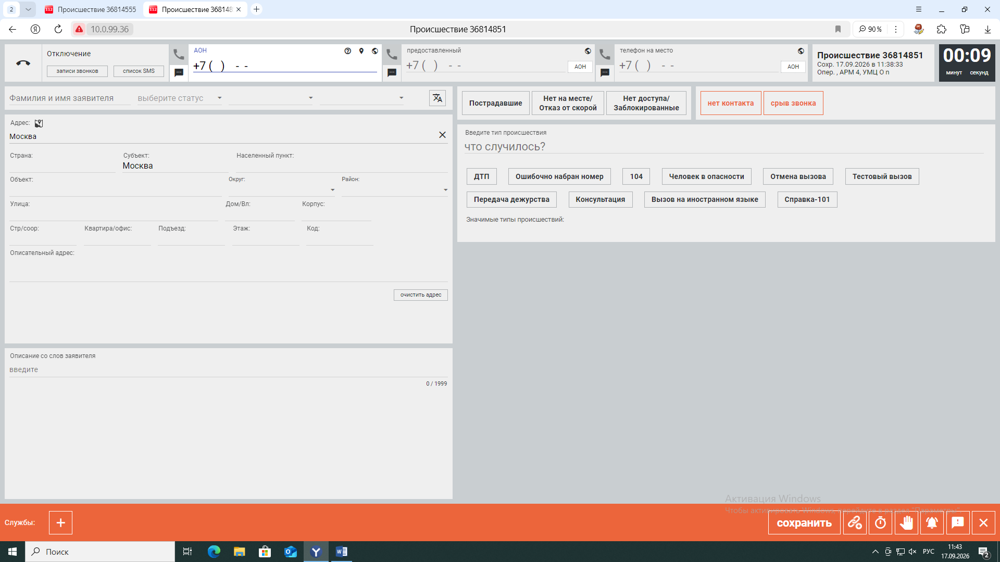 2
Происшествие 36814555
Происшествие 368148
10.0.99.36
Происшествие 36814851
90 %
Отключение
записи звонков
список SMS
АОН
+7 ( ) - -
предоставленный
+7 ( ) - -
АОН
телефон на место
+7 ( ) - -
АОН
Происшествие 36814851
Сохр. 17.09.2026 в 11:38:33
Опер. , АРМ 4, УМЦ О п
00:09
минут секунд
Фамилия и имя заявителя
выберите статус
Пострадавшие
Нет на месте/
Отказ от скорой
Нет доступа/
Заблокированные
нет контакта
срыв звонка
Адрес:
Москва
Страна:
Субъект:
Москва
Населенный пункт:
Объект:
Округ:
Район:
Улица:
Дом/Вл:
Корпус:
Стр/соор:
Квартира/офис:
Подъезд:
Этаж:
Код:
Описательный адрес:
очистить адрес
Введите тип происшествия
что случилось?
ДТП
Ошибочно набран номер
104
Человек в опасности
Отмена вызова
Тестовый вызов
Передача дежурства
Консультация
Вызов на иностранном языке
Справка-101
Значимые типы происшествий:
Описание со слов заявителя
введите
0 / 1999
Активация Windows
Чтобы активировать Windows, перейдите в раздел "Параметры".
Службы:
сохранить
Поиск
РУС
11:43
17.09.2026
2